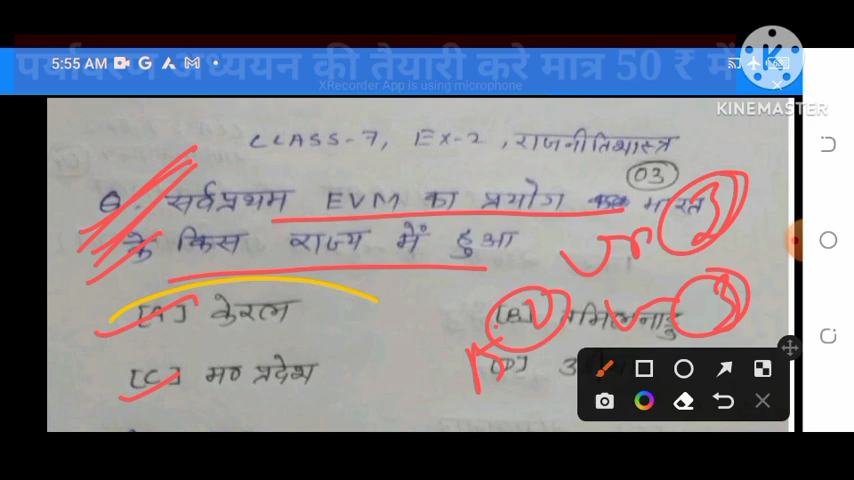 पर्यावरण अध्ययन की तैयारी करे मात्र 50 ₹ में
5:55 AM
XRecorder App is using microphone
KINEMASTER
CLASS-7, EX-2, राजनीतिशास्त्र
03
Q. सर्वप्रथम EVM का प्रयोग भारत
के किस राज्य में हुआ
[A] केरल
[B] तमिलनाडु
[C] म० प्रदेश
[D]